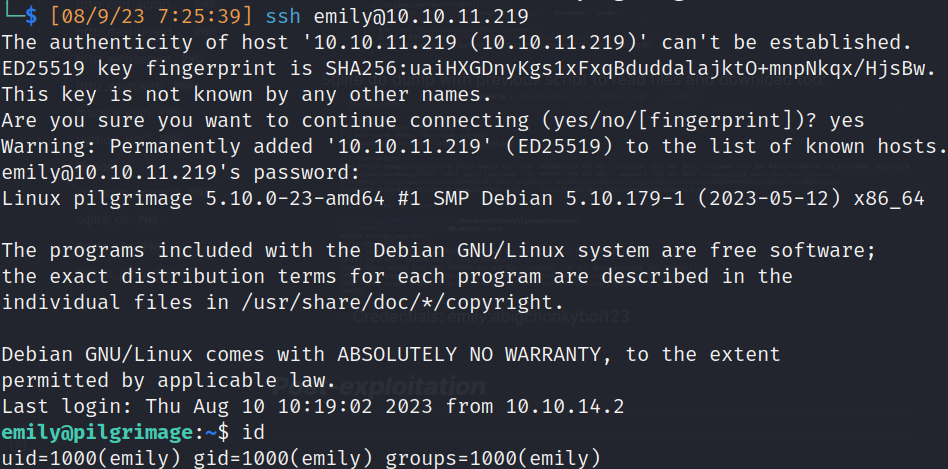 └─$ [08/9/23 7:25:39] ssh emily@10.10.11.219
The authenticity of host '10.10.11.219 (10.10.11.219)' can't be established.
ED25519 key fingerprint is SHA256:uaiHXGDnyKgs1xFxqBduddalajktO+mnpNkqx/HjsBw.
This key is not known by any other names.
Are you sure you want to continue connecting (yes/no/[fingerprint])? yes
Warning: Permanently added '10.10.11.219' (ED25519) to the list of known hosts.
emily@10.10.11.219's password:
Linux pilgrimage 5.10.0-23-amd64 #1 SMP Debian 5.10.179-1 (2023-05-12) x86_64
The programs included with the Debian GNU/Linux system are free software;
the exact distribution terms for each program are described in the
individual files in /usr/share/doc/*/copyright.
Debian GNU/Linux comes with ABSOLUTELY NO WARRANTY, to the extent
permitted by applicable law.
Last login: Thu Aug 10 10:19:02 2023 from 10.10.14.2
emily@pilgrimage:~$ id
uid=1000(emily) gid=1000(emily) groups=1000(emily)